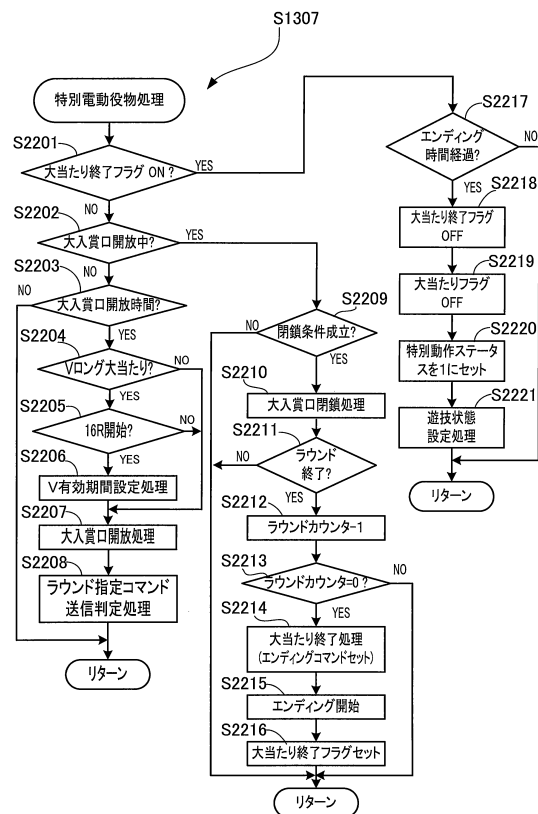 S1307
特別電動役物処理
S2201
大当たり終了フラグ ON ?
YES
NO
S2202
大入賞口開放中?
YES
NO
S2203
NO
大入賞口開放時間?
YES
S2204
Vロング大当たり?
NO
YES
S2205
16R開始?
NO
YES
S2206
V有効期間設定処理
S2207
大入賞口開放処理
S2208
ラウンド指定コマンド
送信判定処理
リターン
S2209
NO
閉鎖条件成立?
YES
S2210
大入賞口閉鎖処理
S2211
NO
ラウンド
終了?
YES
S2212
ラウンドカウンタ-1
S2213
NO
ラウンドカウンタ=0 ?
YES
S2214
大当たり終了処理
(エンディングコマンドセット)
S2215
エンディング開始
S2216
大当たり終了フラグセット
リターン
S2217
エンディング
時間経過?
NO
YES
S2218
大当たり終了フラグ
OFF
S2219
大当たりフラグ
OFF
S2220
特別動作ステータ
スを1にセット
S2221
遊技状態
設定処理
リターン